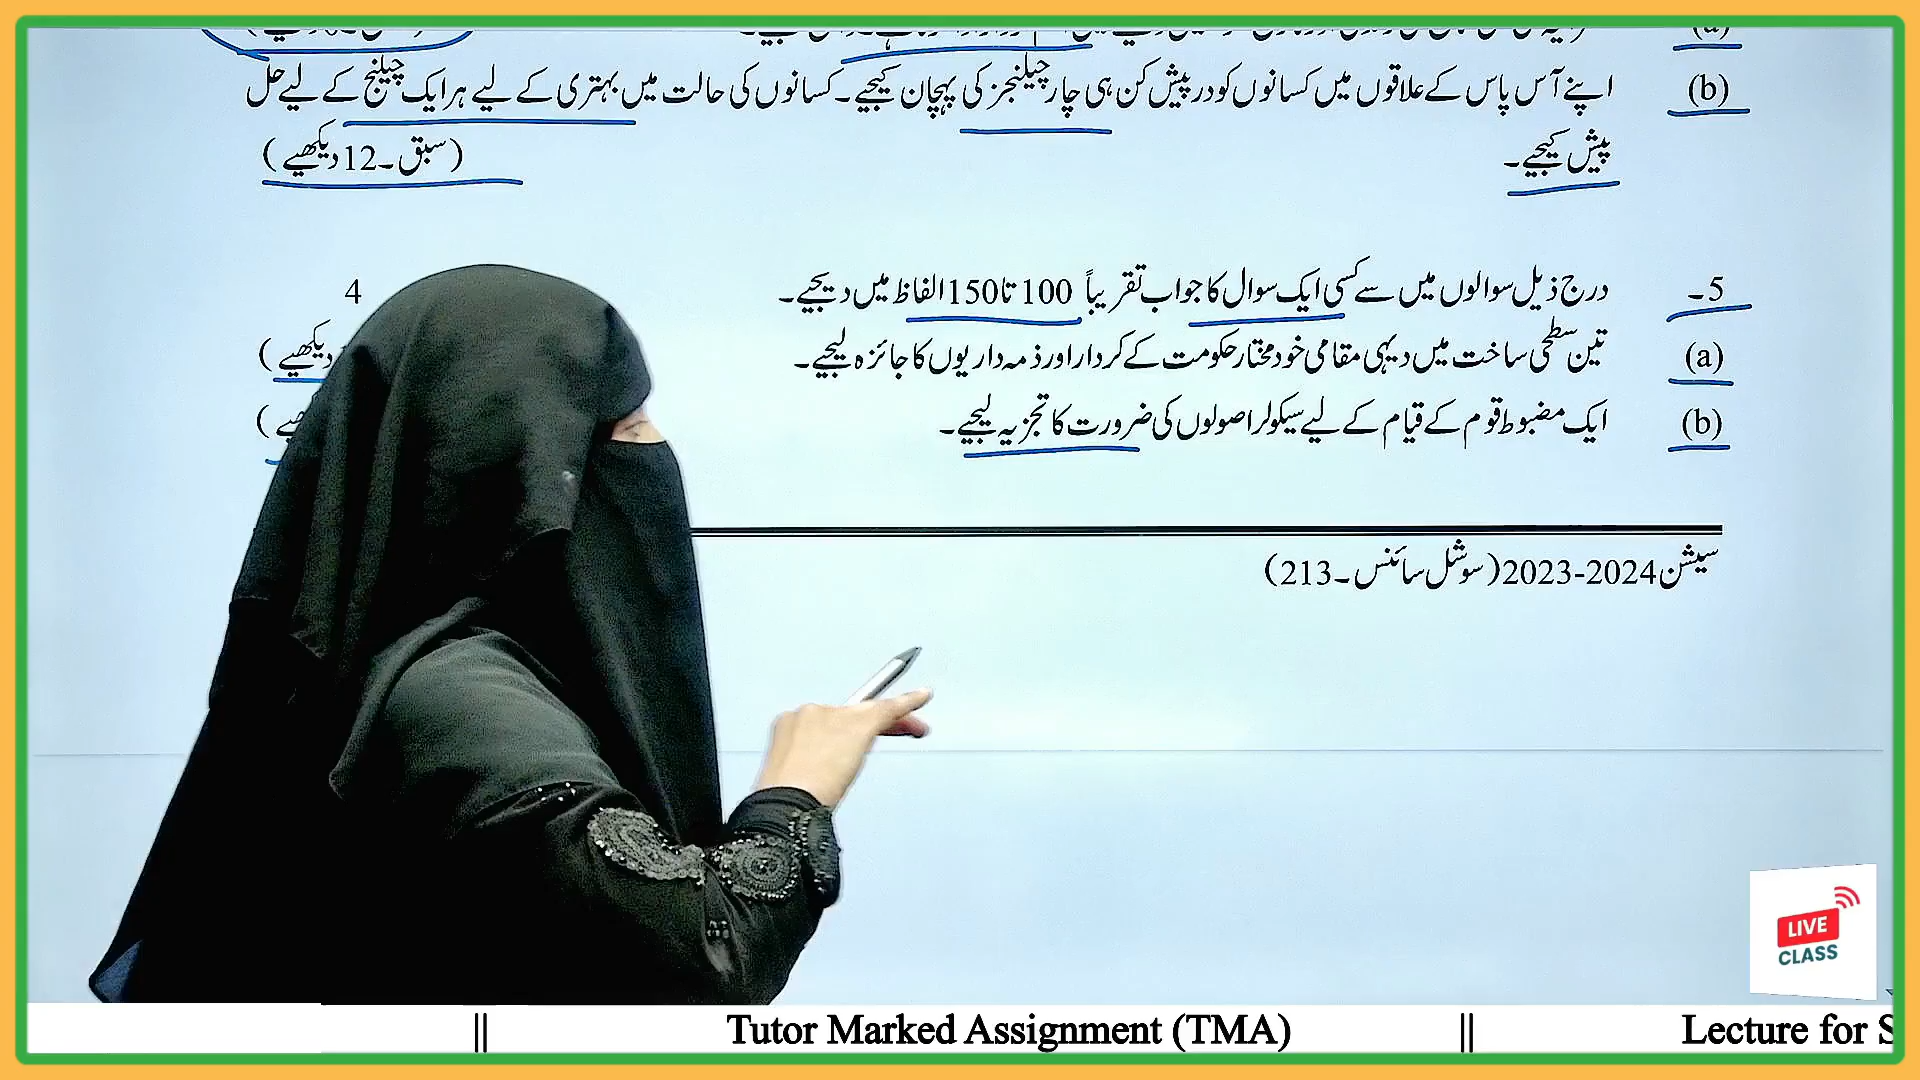 (b) اپنے آس پاس کے علاقوں میں کسانوں کو درپیش کن ہی چار چیلنجز کی پہچان کیجیے۔ کسانوں کی حالت میں بہتری کے لیے ہر ایک چیلنج کے لیے حل
پیش کیجیے۔ (سبق۔12 دیکھیے)
5۔ درج ذیل سوالوں میں سے کسی ایک سوال کا جواب تقریباً 100 تا 150 الفاظ میں دیجیے۔ 4
(a) تین سطحی ساخت میں دیہی مقامی خودمختار حکومت کے کردار اور ذمہ داریوں کا جائزہ لیجیے۔ دیکھیے)
(b) ایک مضبوط قوم کے قیام کے لیے سیکولر اصولوں کی ضرورت کا تجزیہ لیجیے۔
سیشن 2023-2024 (سوشل سائنس۔213)
LIVE
CLASS
|| Tutor Marked Assignment (TMA) || Lecture for S